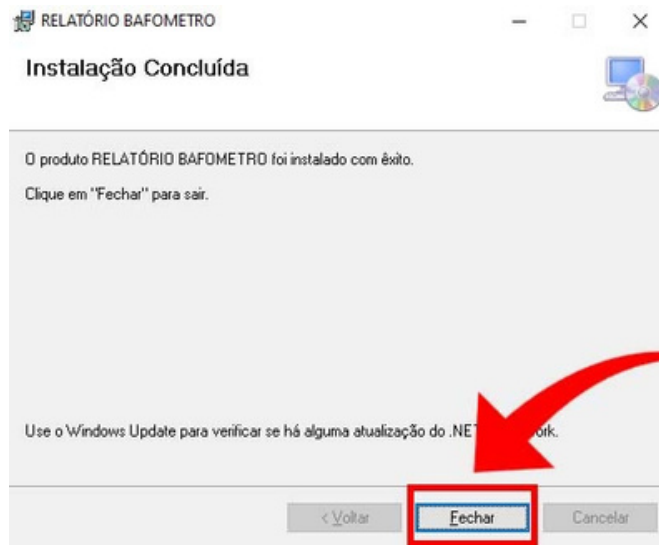 RELATÓRIO BAFOMETRO
Instalação Concluída
O produto RELATÓRIO BAFOMETRO foi instalado com êxito.
Clique em "Fechar" para sair.
Use o Windows Update para verificar se há alguma atualização do .NE ork.
< Voltar
Fechar
Cancelar